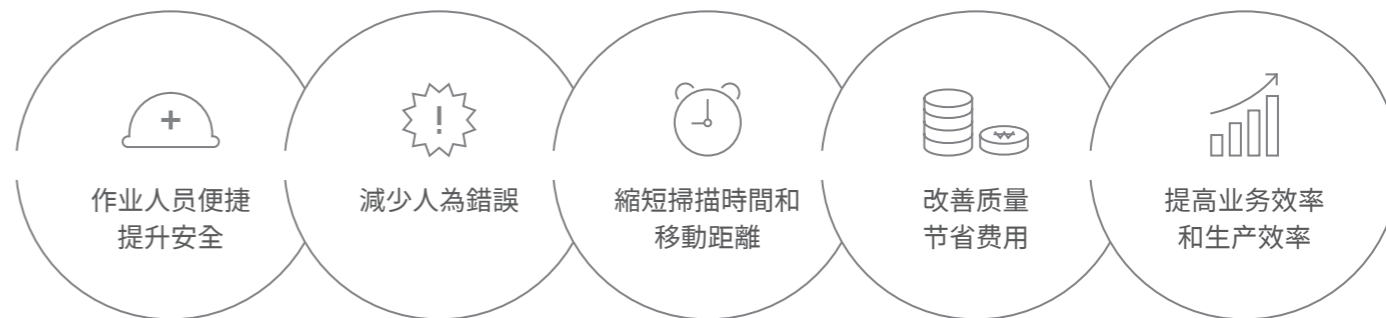 作业人员便捷
提升安全
減少人為錯誤
縮短掃描時間和
移動距離
改善质量
节省费用
提高业务效率
和生产效率